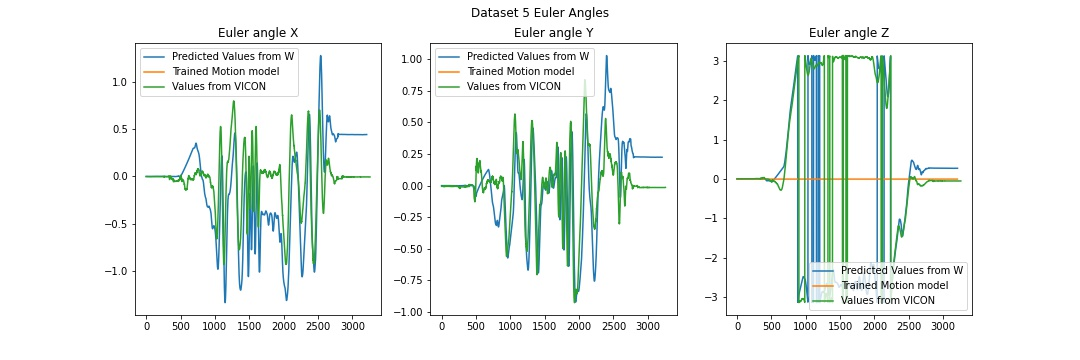 Dataset 5 Euler Angles
Euler angle X
Predicted Values from W
Trained Motion model
Values from VICON
1.0
0.5
0.0
−0.5
−1.0
0 500 1000 1500 2000 2500 3000
Euler angle Y
Predicted Values from W
Trained Motion model
Values from VICON
1.00
0.75
0.50
0.25
0.00
−0.25
−0.50
−0.75
−1.00
0 500 1000 1500 2000 2500 3000
Euler angle Z
3
2
1
0
−1
−2
−3
Predicted Values from W
Trained Motion model
Values from VICON
0 500 1000 1500 2000 2500 3000